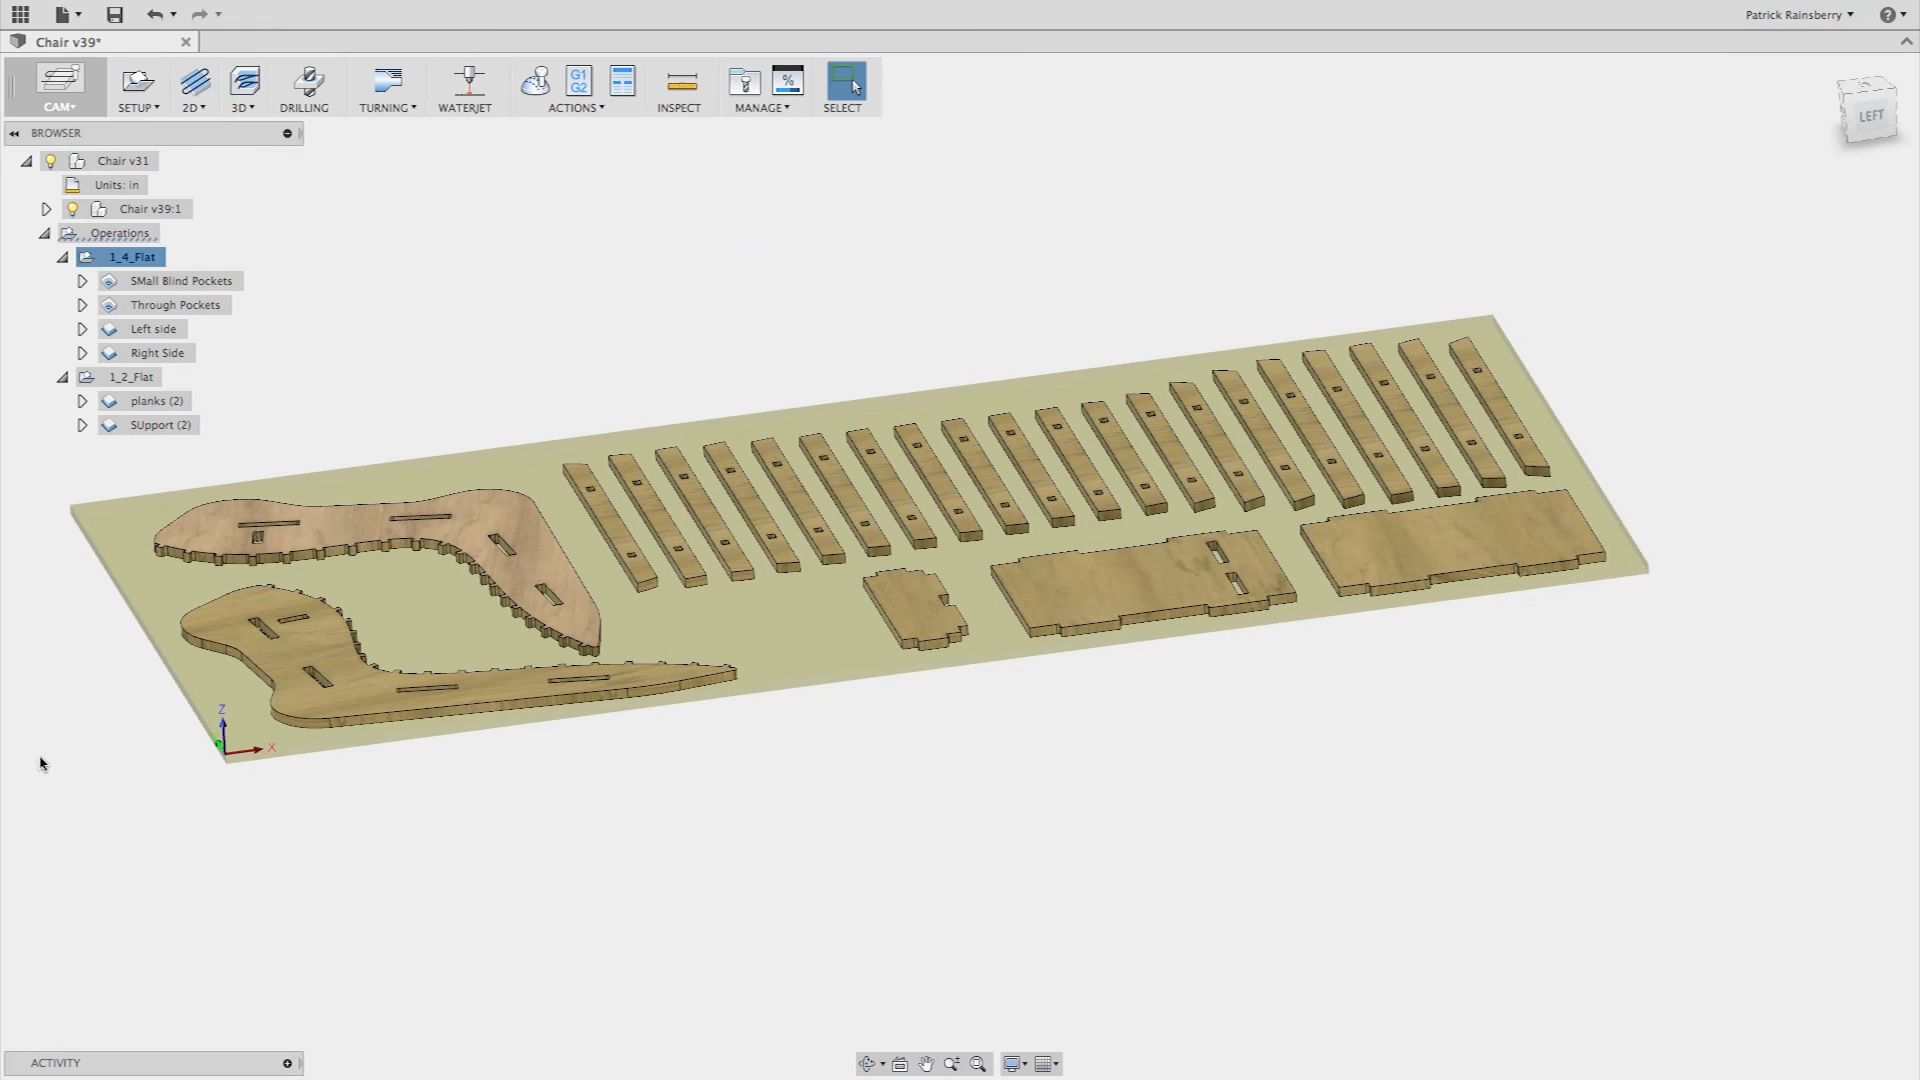 Patrick Rainsberry
?
Chair v39*
CAM
SETUP
2D
3D
DRILLING
TURNING
WATERJET
G1
G2
ACTIONS
INSPECT
%
MANAGE
SELECT
LEFT
BROWSER
Chair v31
Units: in
Chair v39:1
Operations
1_4_Flat
SMall Blind Pockets
Through Pockets
Left side
Right Side
1_2_Flat
planks (2)
SUpport (2)
Z
X
ACTIVITY